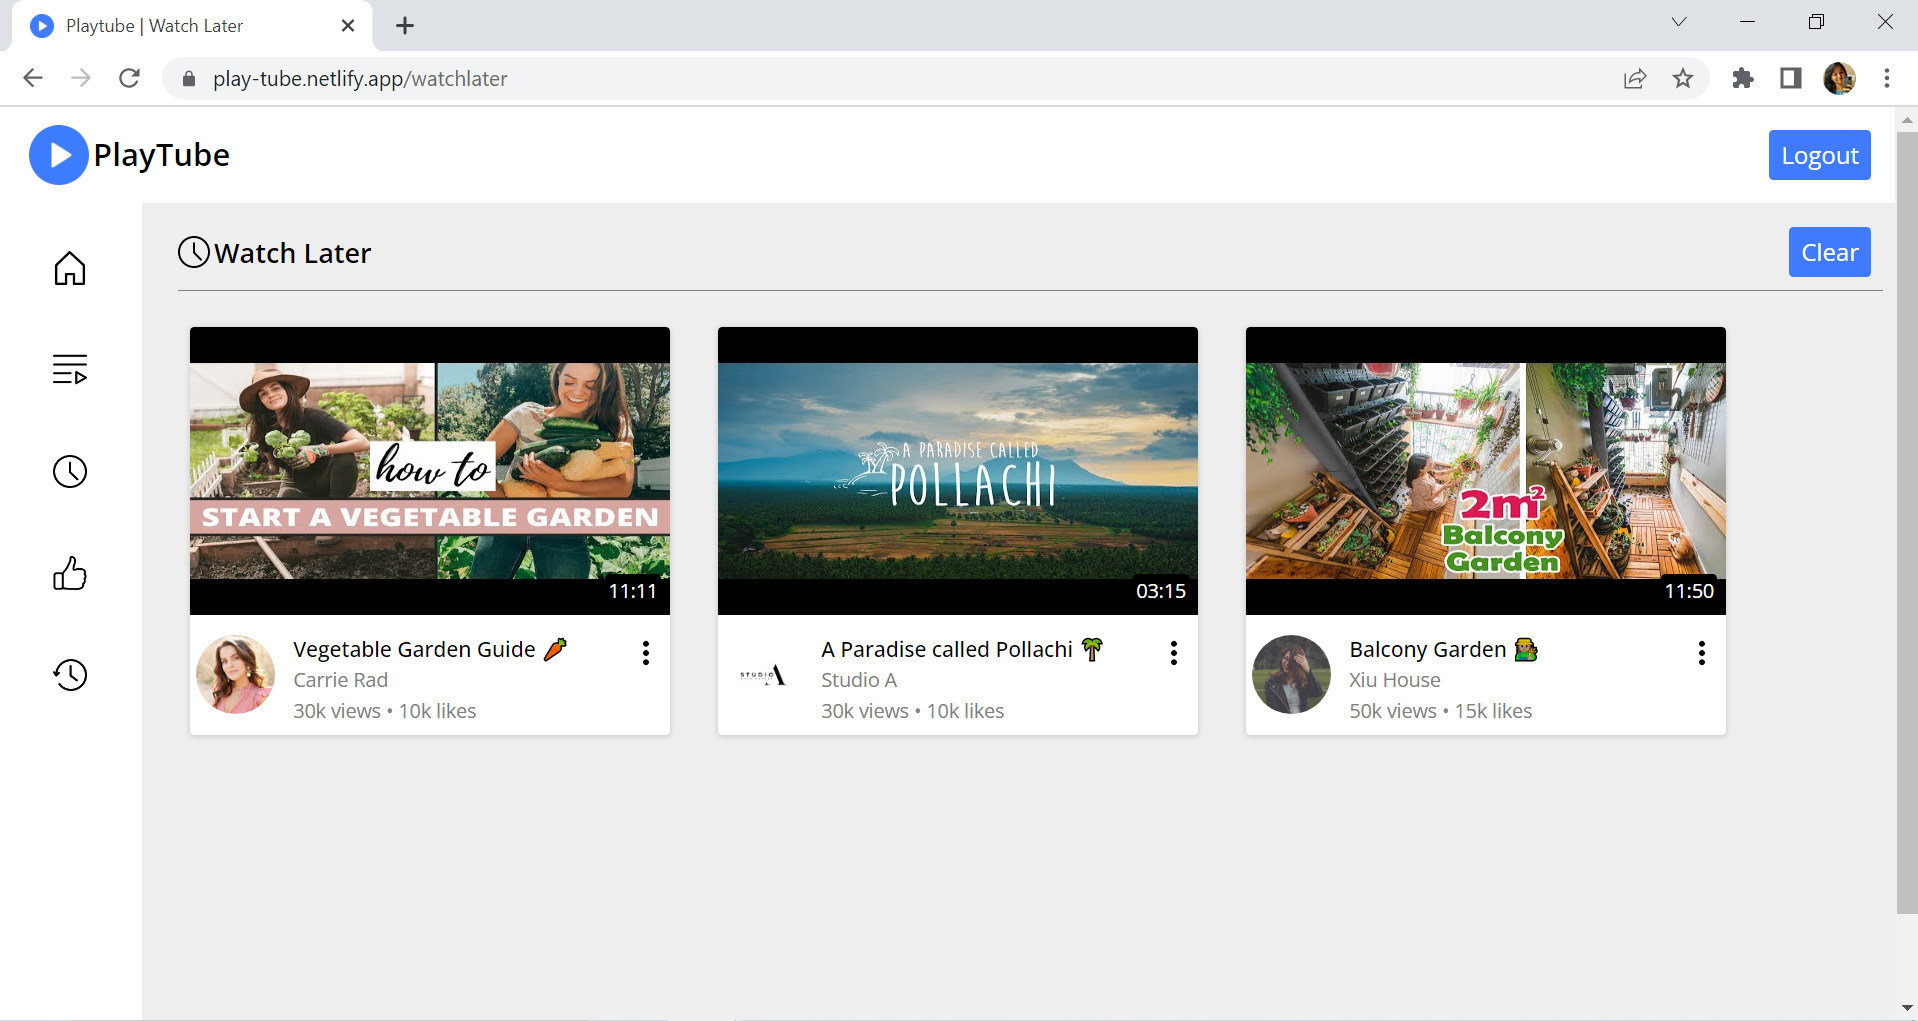 Playtube | Watch Later
play-tube.netlify.app/watchlater
PlayTube
Logout
Watch Later
Clear
how to
START A VEGETABLE GARDEN
11:11
A PARADISE CALLED
POLLACHI
03:15
2m²
Balcony
Garden
11:50
Vegetable Garden Guide 🥕
Carrie Rad
30k views • 10k likes
STUDIO A
A Paradise called Pollachi 🌴
Studio A
30k views • 10k likes
Balcony Garden 👩‍🌾
Xiu House
50k views • 15k likes